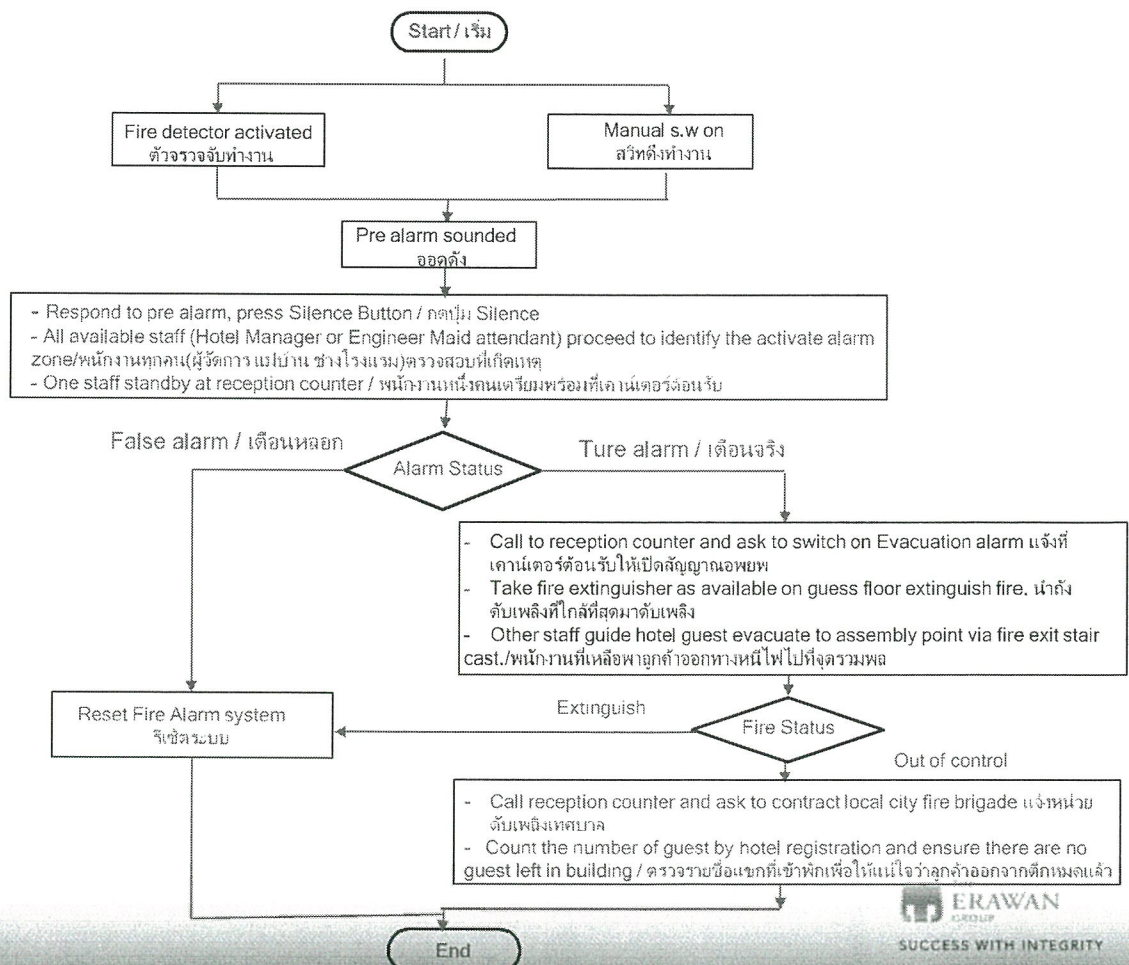 Start / เริ่ม
Fire detector activated
ตัวจรวจจับทำงาน
Manual s.w on
สวิทดึงทำงาน
Pre alarm sounded
ออดดัง
- Respond to pre alarm, press Silence Button / กดปุ่ม Silence
- All available staff (Hotel Manager or Engineer Maid attendant) proceed to identify the activate alarm
zone/พนักงานทุกคน(ผู้จัดการ แม่บ้าน ช่างโรงแรม)ตรวจสอบที่เกิดเหตุ
- One staff standby at reception counter / พนักงานหนึ่งคนเตรียมพร้อมที่เคาน์เตอร์ต้อนรับ
False alarm / เตือนหลอก
Alarm Status
Ture alarm / เตือนจริง
- Call to reception counter and ask to switch on Evacuation alarm แจ้งที่
เคาน์เตอร์ต้อนรับให้เปิดสัญญาณอพยพ
- Take fire extinguisher as available on guess floor extinguish fire. นำถัง
ดับเพลิงที่ใกล้ที่สุดมาดับเพลิง
- Other staff guide hotel guest evacuate to assembly point via fire exit stair
cast./พนักงานที่เหลือพาลูกค้าออกทางหนีไฟไปที่จุดรวมพล
Reset Fire Alarm system
รีเซ็ตระบบ
Extinguish
Fire Status
Out of control
- Call reception counter and ask to contract local city fire brigade แจ้งหน่วย
ดับเพลิงเทศบาล
- Count the number of guest by hotel registration and ensure there are no
guest left in building / ตรวจรายชื่อแขกที่เข้าพักเพื่อให้แน่ใจว่าลูกค้าออกจากตึกหมดแล้ว
End
ERAWAN
GROUP
SUCCESS WITH INTEGRITY